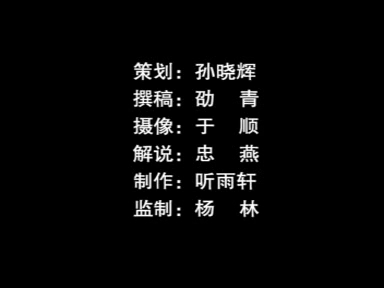 策划：孙晓辉
撰稿：劭　青
摄像：于　顺
解说：忠　燕
制作：听雨轩
监制：杨　林